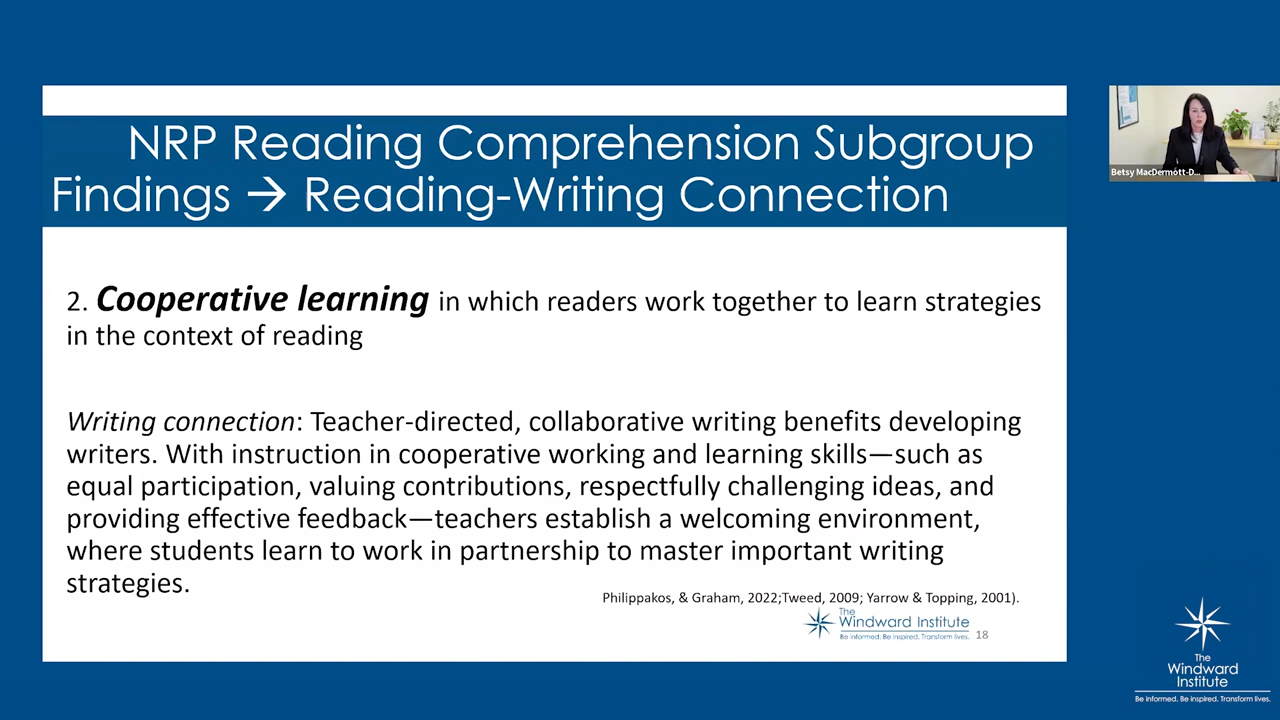 NRP Reading Comprehension Subgroup
Findings → Reading-Writing Connection
Betsy MacDermott-D...
2. Cooperative learning in which readers work together to learn strategies
in the context of reading
Writing connection: Teacher-directed, collaborative writing benefits developing
writers. With instruction in cooperative working and learning skills—such as
equal participation, valuing contributions, respectfully challenging ideas, and
providing effective feedback—teachers establish a welcoming environment,
where students learn to work in partnership to master important writing
strategies.
Philippakos, & Graham, 2022;Tweed, 2009; Yarrow & Topping, 2001).
The
Windward Institute
Be informed. Be inspired. Transform lives.
18
The
Windward
Institute
Be informed. Be inspired. Transform lives.